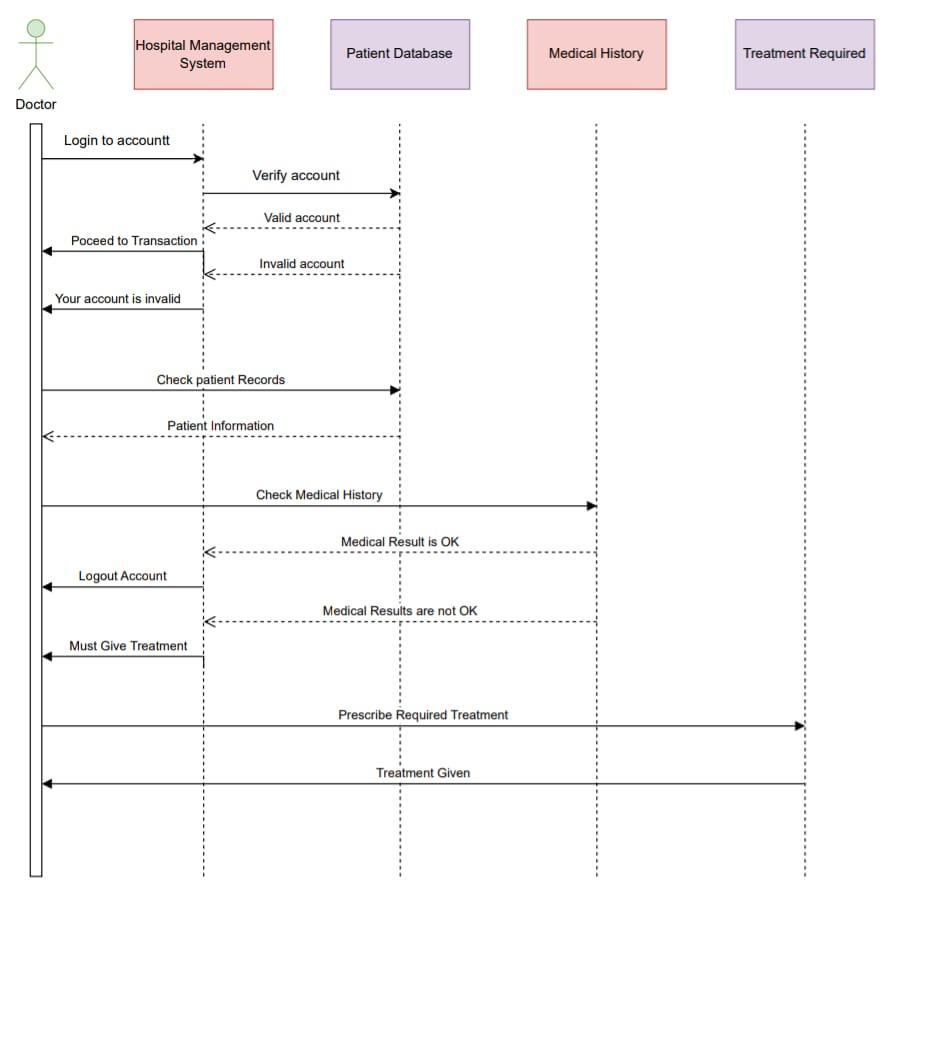 Hospital Management
System
Patient Database
Medical History
Treatment Required
Doctor
Login to accountt
Verify account
Valid account
Poceed to Transaction
Invalid account
Your account is invalid
Check patient Records
Patient Information
Check Medical History
Medical Result is OK
Logout Account
Medical Results are not OK
Must Give Treatment
Prescribe Required Treatment
Treatment Given